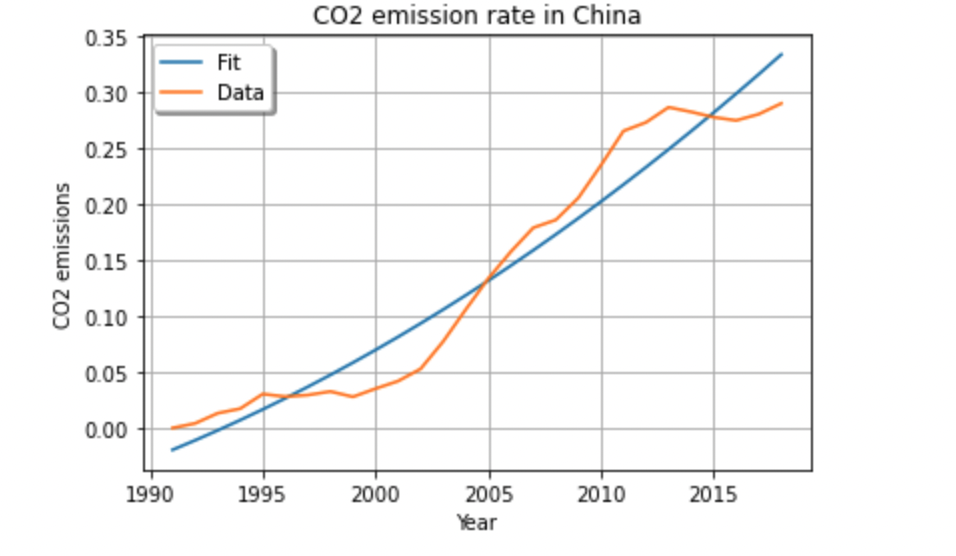 CO2 emission rate in China
0.35
0.30
0.25
0.20
0.15
0.10
0.05
0.00
CO2 emissions
Fit
Data
1990 1995 2000 2005 2010 2015
Year